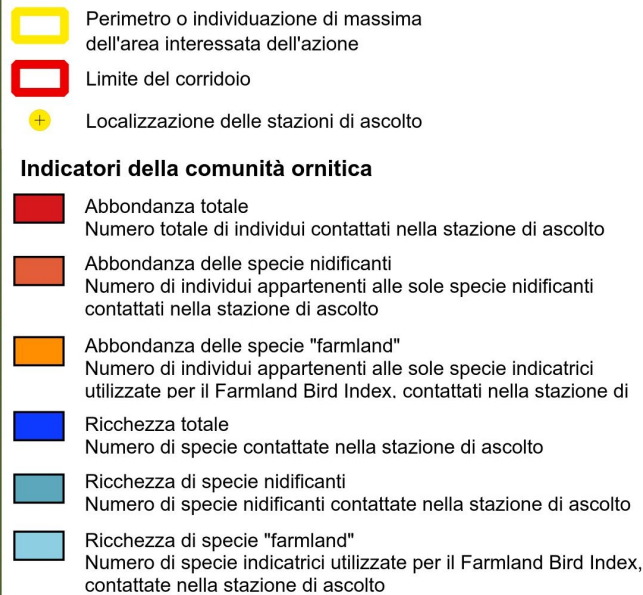 Perimetro o individuazione di massima
dell'area interessata dell'azione
Limite del corridoio
Localizzazione delle stazioni di ascolto
Indicatori della comunità ornitica
Abbondanza totale
Numero totale di individui contattati nella stazione di ascolto
Abbondanza delle specie nidificanti
Numero di individui appartenenti alle sole specie nidificanti
contattati nella stazione di ascolto
Abbondanza delle specie "farmland"
Numero di individui appartenenti alle sole specie indicatrici
utilizzate per il Farmland Bird Index, contattati nella stazione di
Ricchezza totale
Numero di specie contattate nella stazione di ascolto
Ricchezza di specie nidificanti
Numero di specie nidificanti contattate nella stazione di ascolto
Ricchezza di specie "farmland"
Numero di specie indicatrici utilizzate per il Farmland Bird Index,
contattate nella stazione di ascolto